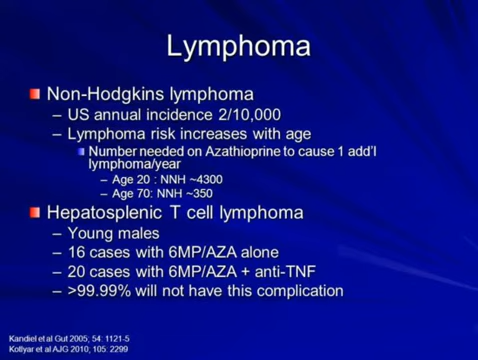 Lymphoma
Non-Hodgkins lymphoma
– US annual incidence 2/10,000
– Lymphoma risk increases with age
Number needed on Azathioprine to cause 1 add'l
lymphoma/year
– Age 20 : NNH ~4300
– Age 70: NNH ~350
Hepatosplenic T cell lymphoma
– Young males
– 16 cases with 6MP/AZA alone
– 20 cases with 6MP/AZA + anti-TNF
– >99.99% will not have this complication
Kandiel et al Gut 2005; 54: 1121-5
Kotlyar et al AJG 2010; 105: 2299